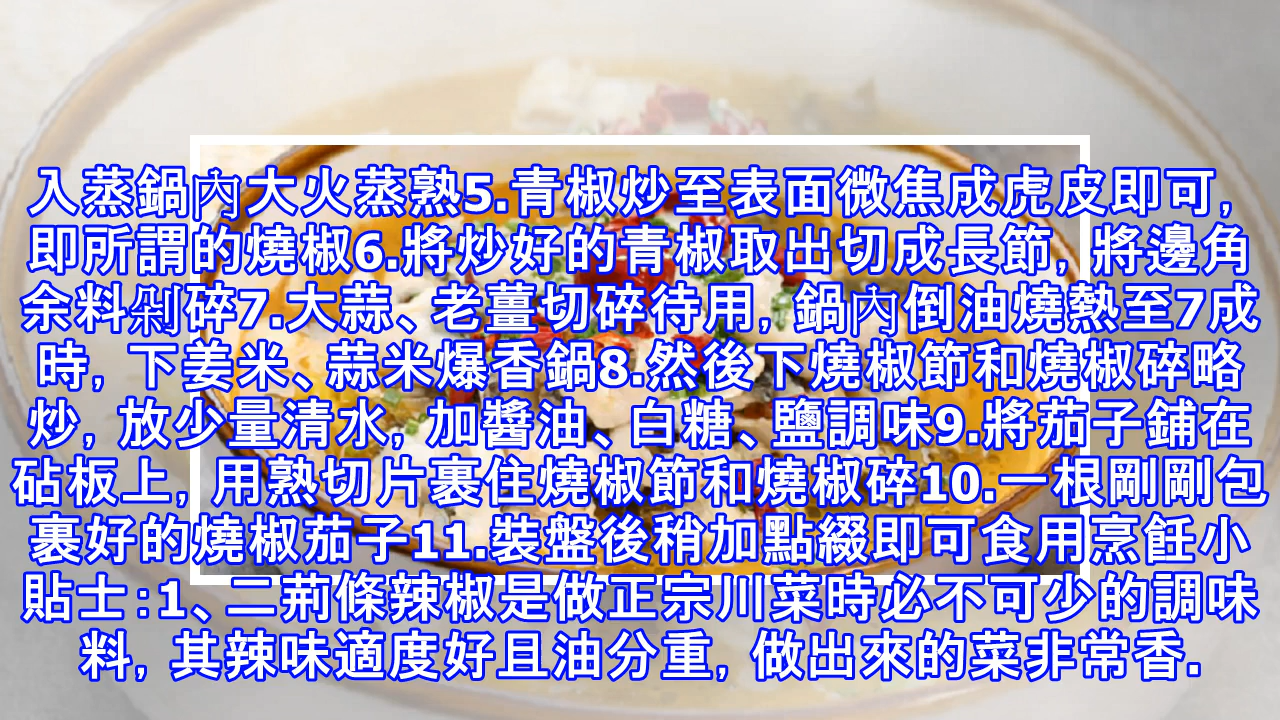 入蒸鍋內大火蒸熟5.青椒炒至表面微焦成虎皮即可,
即所謂的燒椒6.將炒好的青椒取出切成長節, 將邊角
余料剁碎7.大蒜、老薑切碎待用, 鍋內倒油燒熱至7成
時, 下姜米、蒜米爆香鍋8.然後下燒椒節和燒椒碎略
炒, 放少量清水, 加醬油、白糖、鹽調味9.將茄子鋪在
砧板上, 用熟切片裹住燒椒節和燒椒碎10.一根剛剛包
裹好的燒椒茄子11.裝盤後稍加點綴即可食用烹飪小
貼士:1、二荊條辣椒是做正宗川菜時必不可少的調味
料, 其辣味適度好且油分重, 做出來的菜非常香.